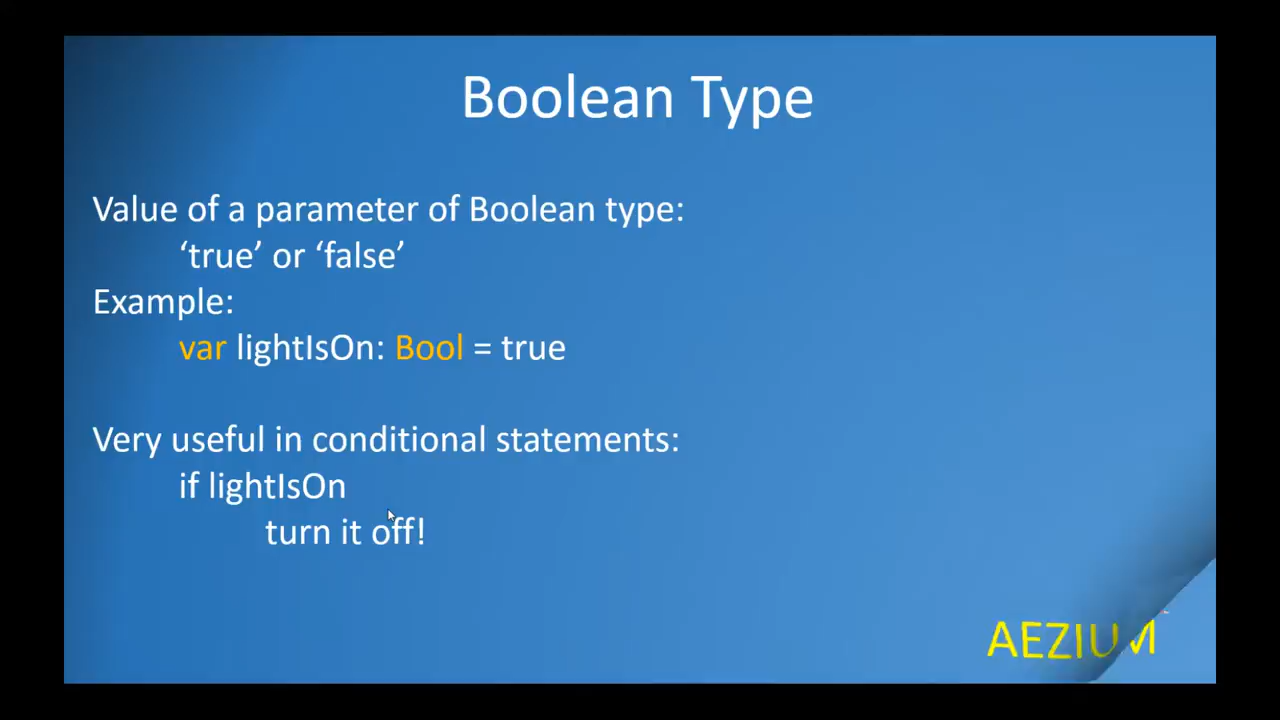 Boolean Type
Value of a parameter of Boolean type:
‘true’ or ‘false’
Example:
var lightIsOn: Bool = true
Very useful in conditional statements:
if lightIsOn
turn it off!
AEZIUM